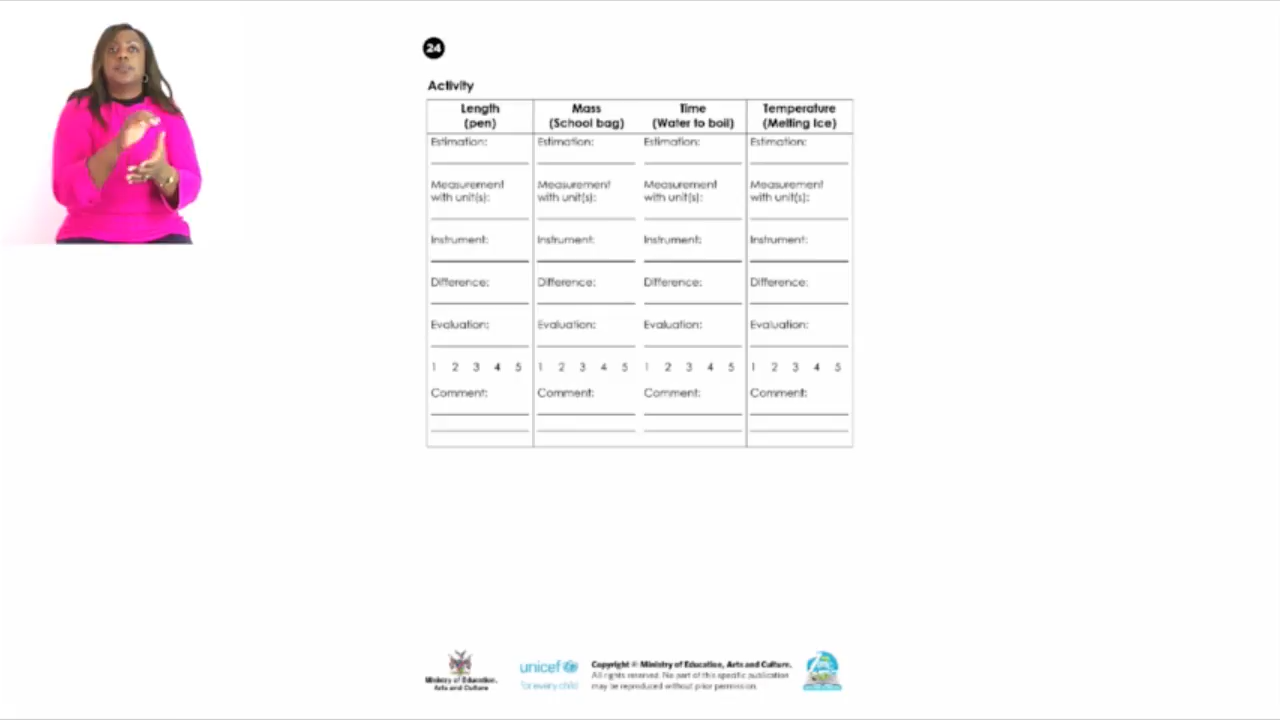 24
Activity
Length Mass Time Temperature
(pen) (School bag) (Water to boil) (Melting Ice)
Estimation: Estimation: Estimation: Estimation:
Measurement Measurement Measurement Measurement
with unit(s): with unit(s): with unit(s): with unit(s):
Instrument: Instrument: Instrument: Instrument:
Difference: Difference: Difference: Difference:
Evaluation: Evaluation: Evaluation: Evaluation:
1 2 3 4 5 1 2 3 4 5 1 2 3 4 5 1 2 3 4 5
Comment: Comment: Comment: Comment:
Ministry of Education,
Arts and Culture
unicef
for every child
Copyright © Ministry of Education, Arts and Culture.
All rights reserved. No part of this specific publication
may be reproduced without prior permission.